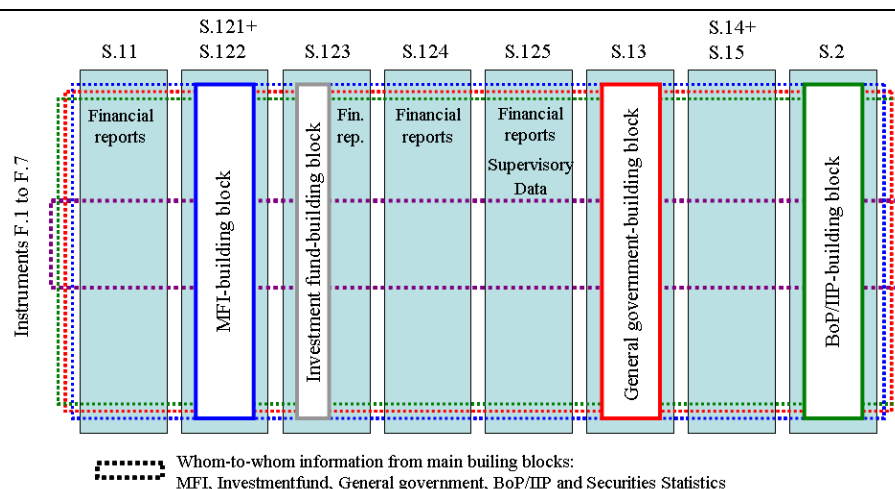 S.121+
S.14+
S.11
S.122
S.123
S.124
S.125
S.13
S.15
S.2
Financial
reports
Fin.
rep.
Financial
reports
Financial
reports
Supervisory
Data
Instruments F.1 to F.7
MFI-building block
Investment fund-building block
General government-building block
BoP/IIP-building block
Whom-to-whom information from main builing blocks:
MFI, Investmentfund, General government, BoP/IIP and Securities Statistics